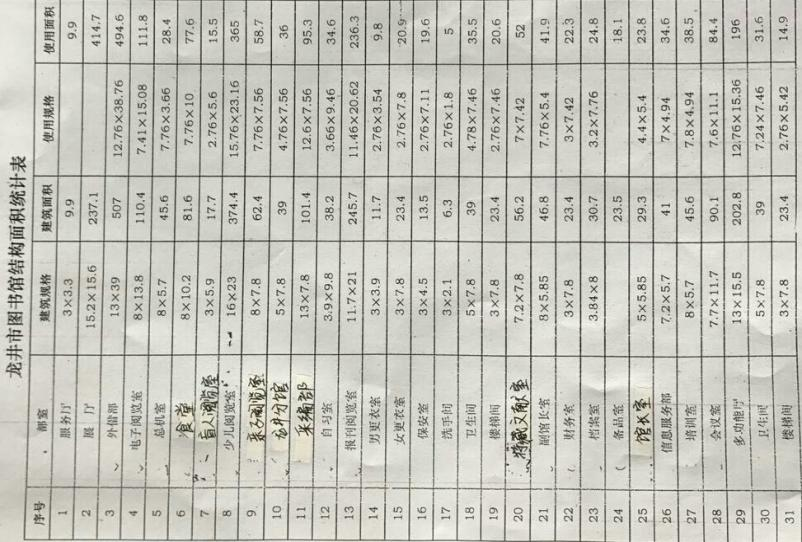 龙井市图书馆结构面积统计表
序号 部室 建筑规格 建筑面积 使用规格 使用面积
1 服务厅 3×3.3 9.9 9.9
2 展厅 15.2×15.6 237.1 414.7
3 外借部 13×39 507 12.76×38.76 494.6
4 电子阅览室 8×13.8 110.4 7.41×15.08 111.8
5 总机室 8×5.7 45.6 7.76×3.66 28.4
6 食堂 8×10.2 81.6 7.76×10 77.6
7 盲人阅览室 3×5.9 17.7 2.76×5.6 15.5
8 少儿阅览室 16×23 374.4 15.76×23.16 365
9 亲子阅览室 8×7.8 62.4 7.76×7.56 58.7
10 龙井分馆 5×7.8 39 4.76×7.56 36
11 采编部 13×7.8 101.4 12.6×7.56 95.3
12 自习室 3.9×9.8 38.2 3.66×9.46 34.6
13 报刊阅览室 11.7×21 245.7 11.46×20.62 236.3
14 男更衣室 3×3.9 11.7 2.76×3.54 9.8
15 女更衣室 3×7.8 23.4 2.76×7.8 20.9
16 保安室 3×4.5 13.5 2.76×7.11 19.6
17 洗手间 3×2.1 6.3 2.76×1.8 5
18 卫生间 5×7.8 39 4.78×7.46 35.5
19 楼梯间 3×7.8 23.4 2.76×7.46 20.6
20 特藏文献室 7.2×7.8 56.2 7×7.42 52
21 副馆长室 8×5.85 46.8 7.76×5.4 41.9
22 财务室 3×7.8 23.4 3×7.42 22.3
23 档案室 3.84×8 30.7 3.2×7.76 24.8
24 备品室 23.5 18.1
25 馆长室 5×5.85 29.3 4.4×5.4 23.8
26 信息服务部 7.2×5.7 41 7×4.94 34.6
27 培训室 8×5.7 45.6 7.8×4.94 38.5
28 会议室 7.7×11.7 90.1 7.6×11.1 84.4
29 多功能厅 13×15.5 202.8 12.76×15.36 196
30 卫生间 5×7.8 39 7.24×7.46 31.6
31 楼梯间 3×7.8 23.4 2.76×5.42 14.9